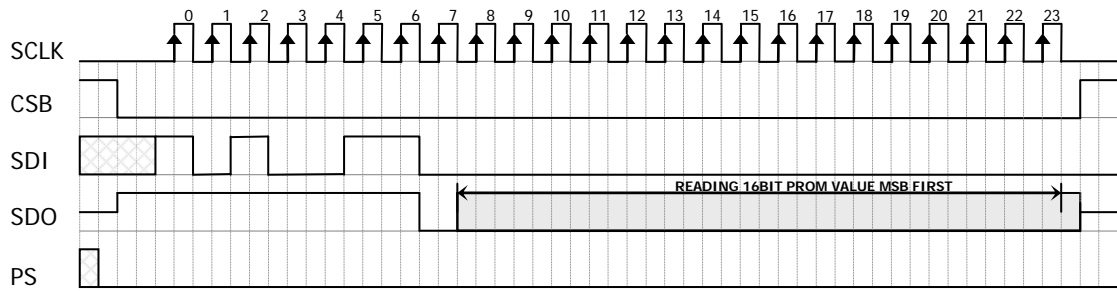 0 1 2 3 4 5 6 7 8 9 10 11 12 13 14 15 16 17 18 19 20 21 22 23
SCLK
CSB
SDI
READING 16BIT PROM VALUE MSB FIRST
SDO
PS